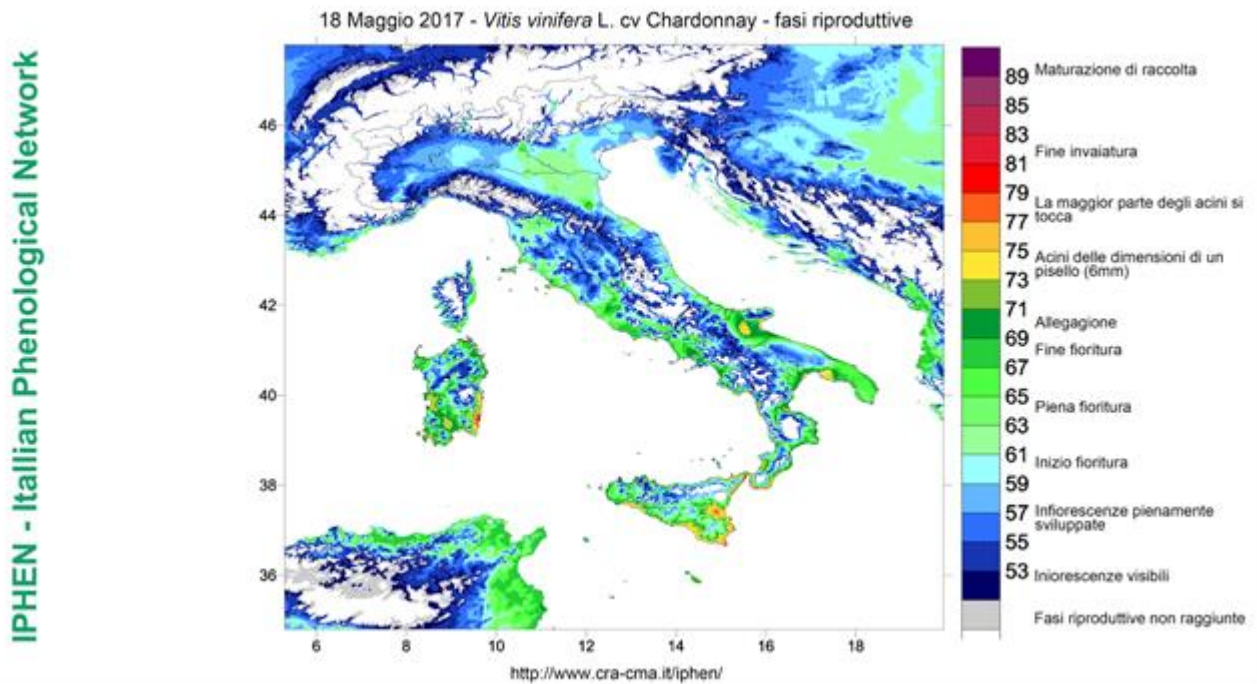 IPHEN - Itallian Phenological Network
18 Maggio 2017 - Vitis vinifera L. cv Chardonnay - fasi riproduttive
46
44
42
40
38
36
6
8
10
12
14
16
18
http://www.cra-cma.it/iphen/
89
85
83
81
79
77
75
73
71
69
67
65
63
61
59
57
55
53
Maturazione di raccolta
Fine invaiatura
La maggior parte degli acini si
tocca
Acini delle dimensioni di un
pisello (6mm)
Allegagione
Fine fioritura
Piena fioritura
Inizio fioritura
Infiorescenze pienamente
sviluppate
Iniorescenze visibili
Fasi riproduttive non raggiunte